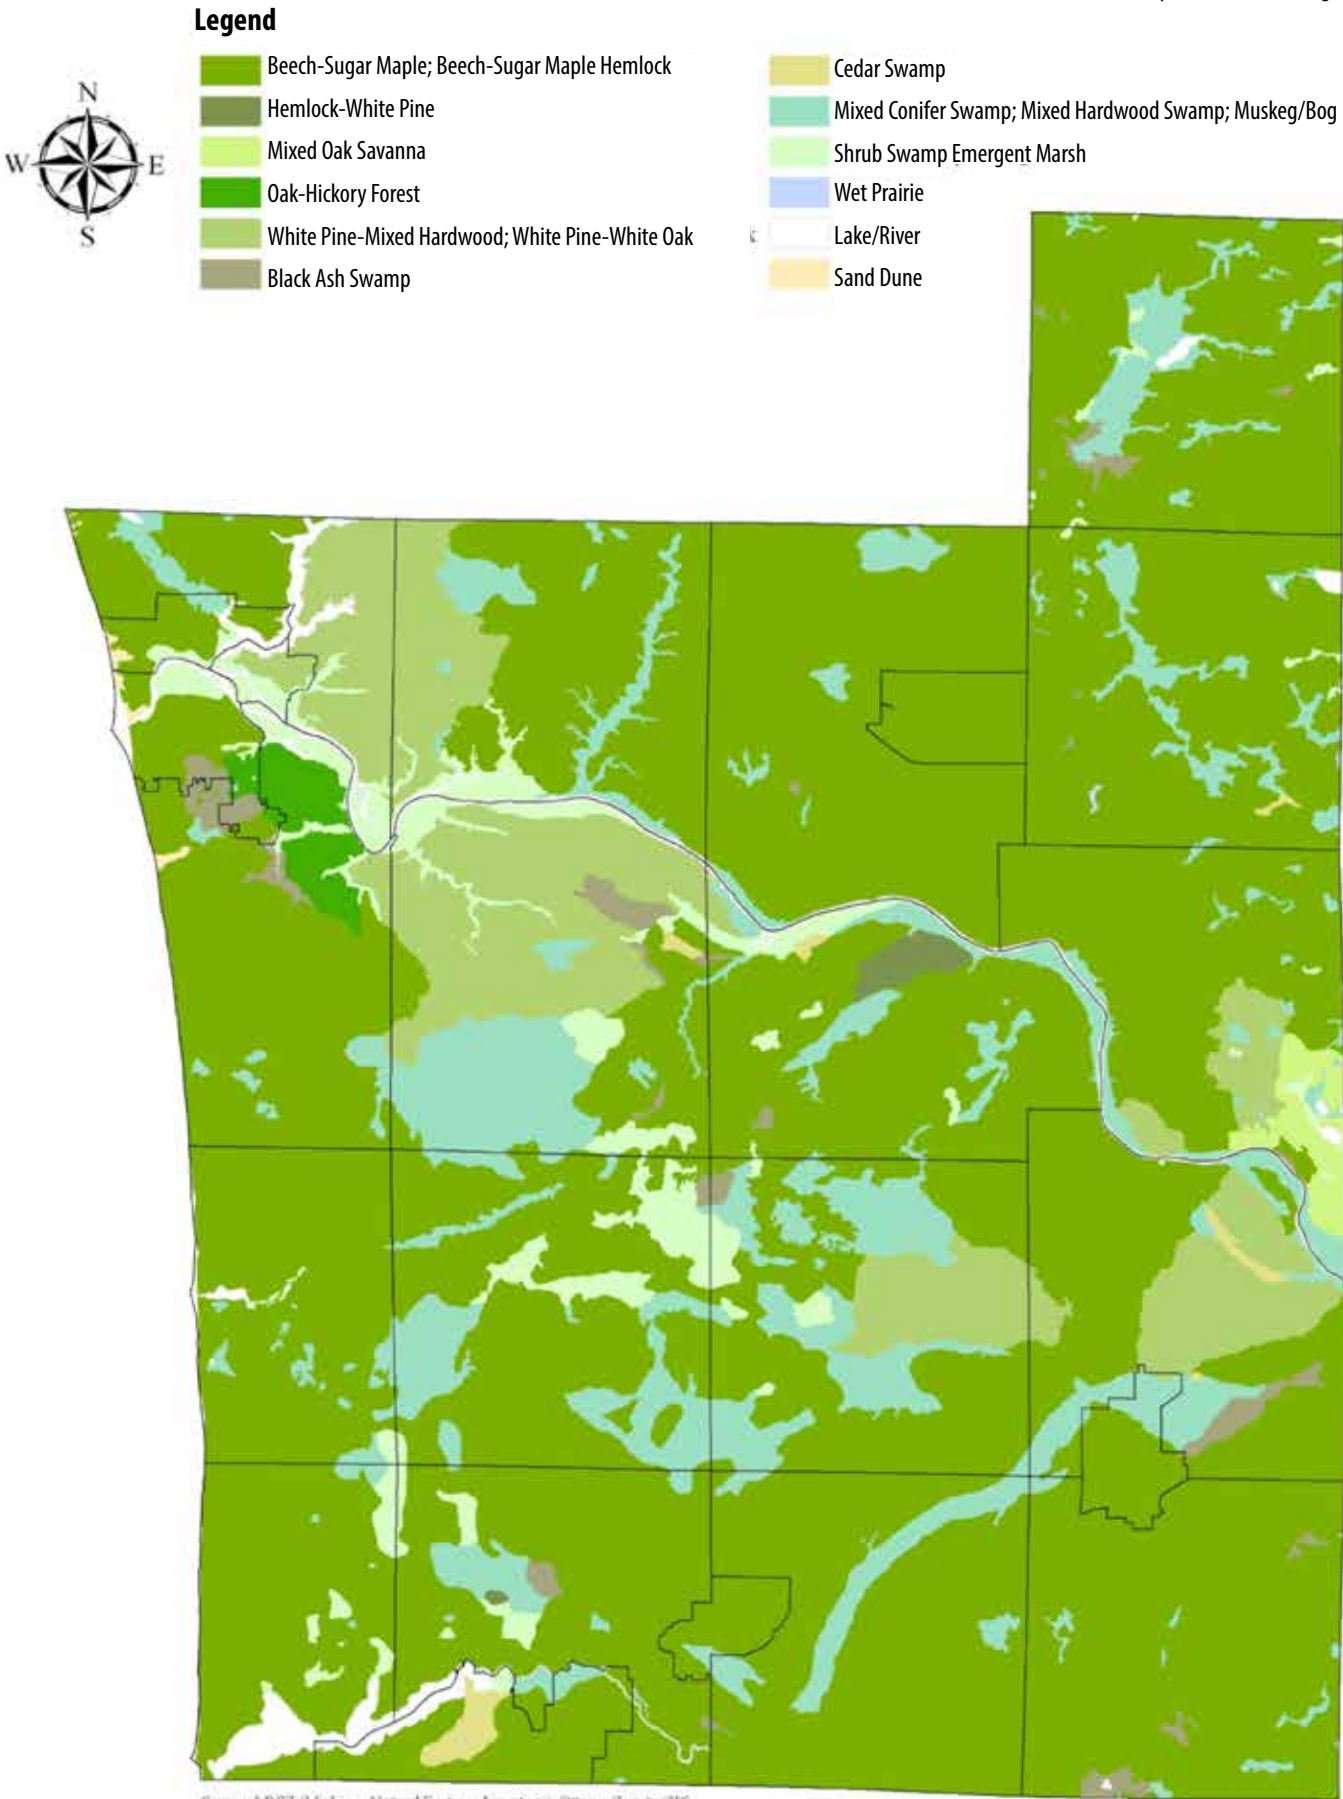 Legend
N
W E
S
Beech-Sugar Maple; Beech-Sugar Maple Hemlock
Hemlock-White Pine
Mixed Oak Savanna
Oak-Hickory Forest
White Pine-Mixed Hardwood; White Pine-White Oak
Black Ash Swamp
Cedar Swamp
Mixed Conifer Swamp; Mixed Hardwood Swamp; Muskeg/Bog
Shrub Swamp Emergent Marsh
Wet Prairie
Lake/River
Sand Dune